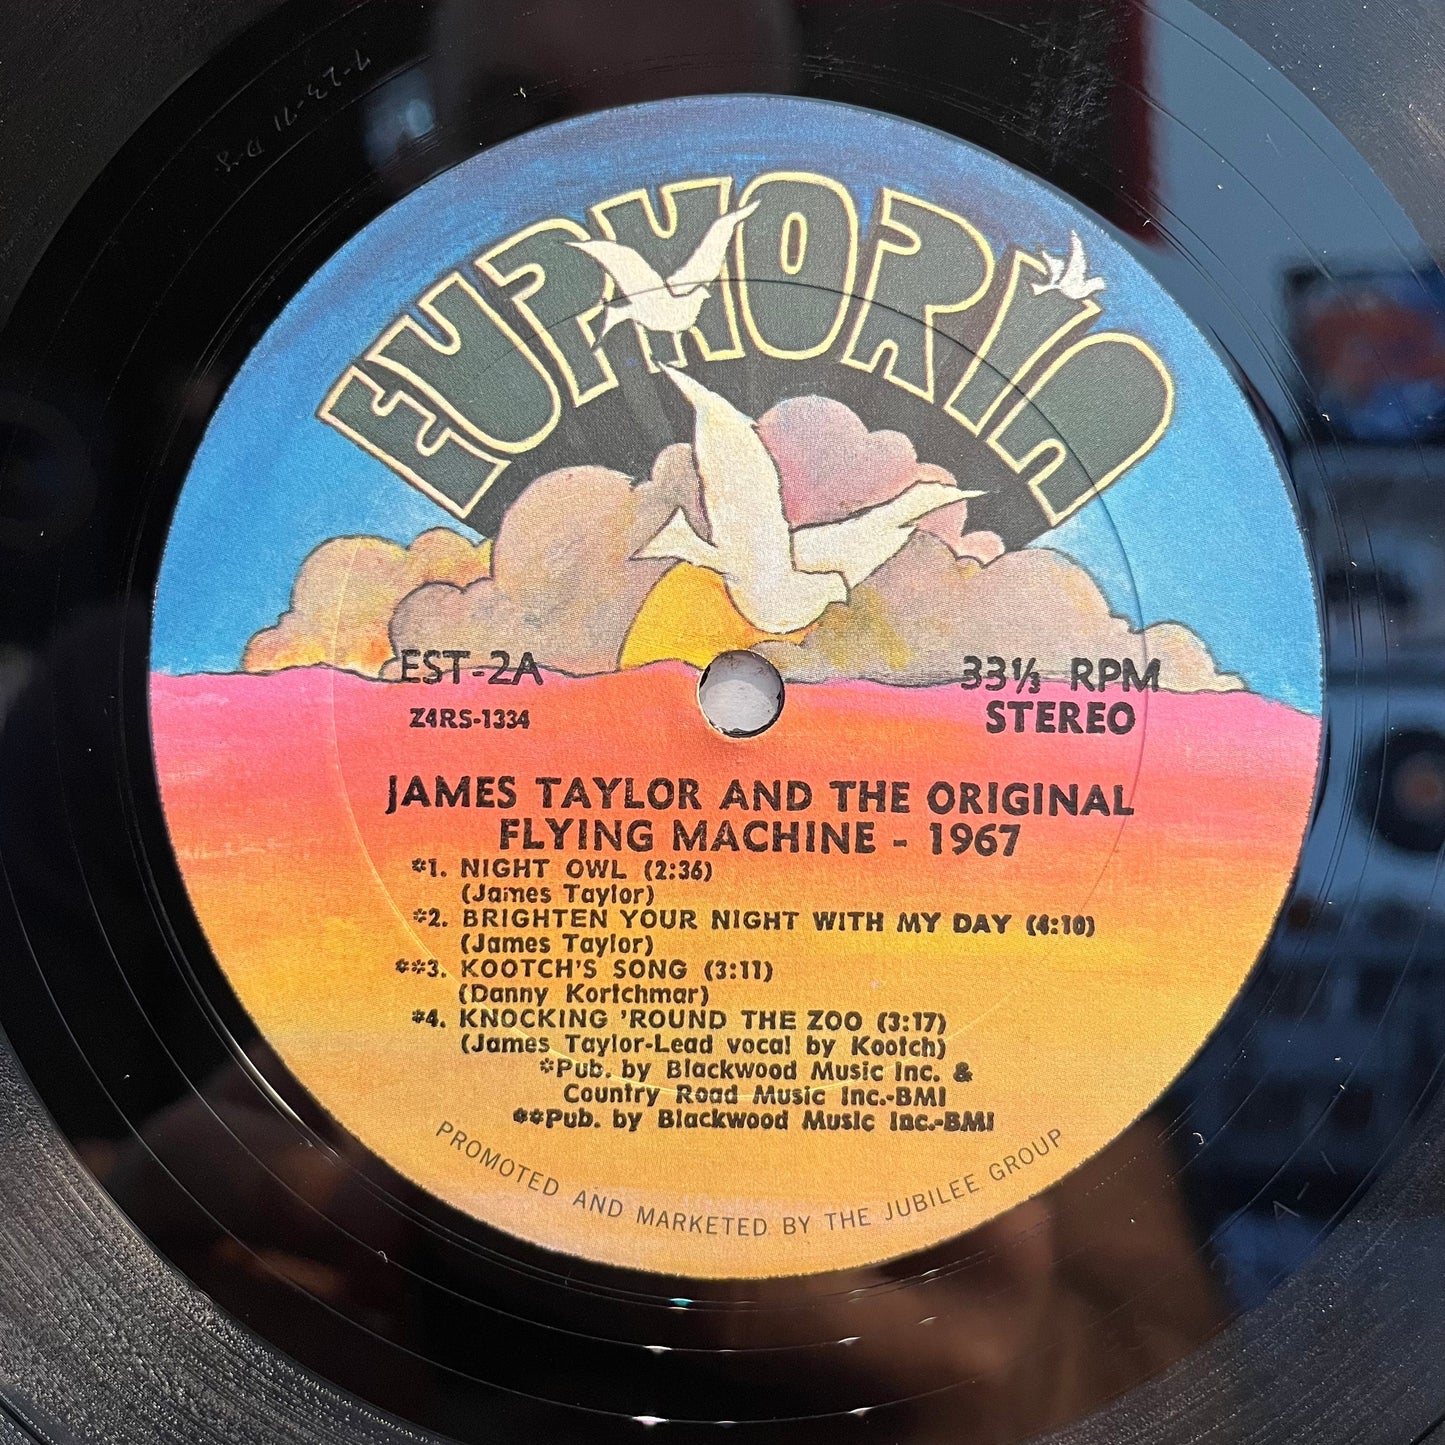 7-23-71 D-8
EUPHORIA
EST-2A
33⅓ RPM
Z4RS-1334
STEREO
JAMES TAYLOR AND THE ORIGINAL
FLYING MACHINE - 1967
*1. NIGHT OWL (2:36)
(James Taylor)
*2. BRIGHTEN YOUR NIGHT WITH MY DAY (4:10)
(James Taylor)
**3. KOOTCH'S SONG (3:11)
(Danny Kortchmar)
*4. KNOCKING 'ROUND THE ZOO (3:17)
(James Taylor-Lead vocal by Kootch)
*Pub. by Blackwood Music Inc. &
Country Road Music Inc.-BMI
**Pub. by Blackwood Music Inc.-BMI
PROMOTED AND MARKETED BY THE JUBILEE GROUP